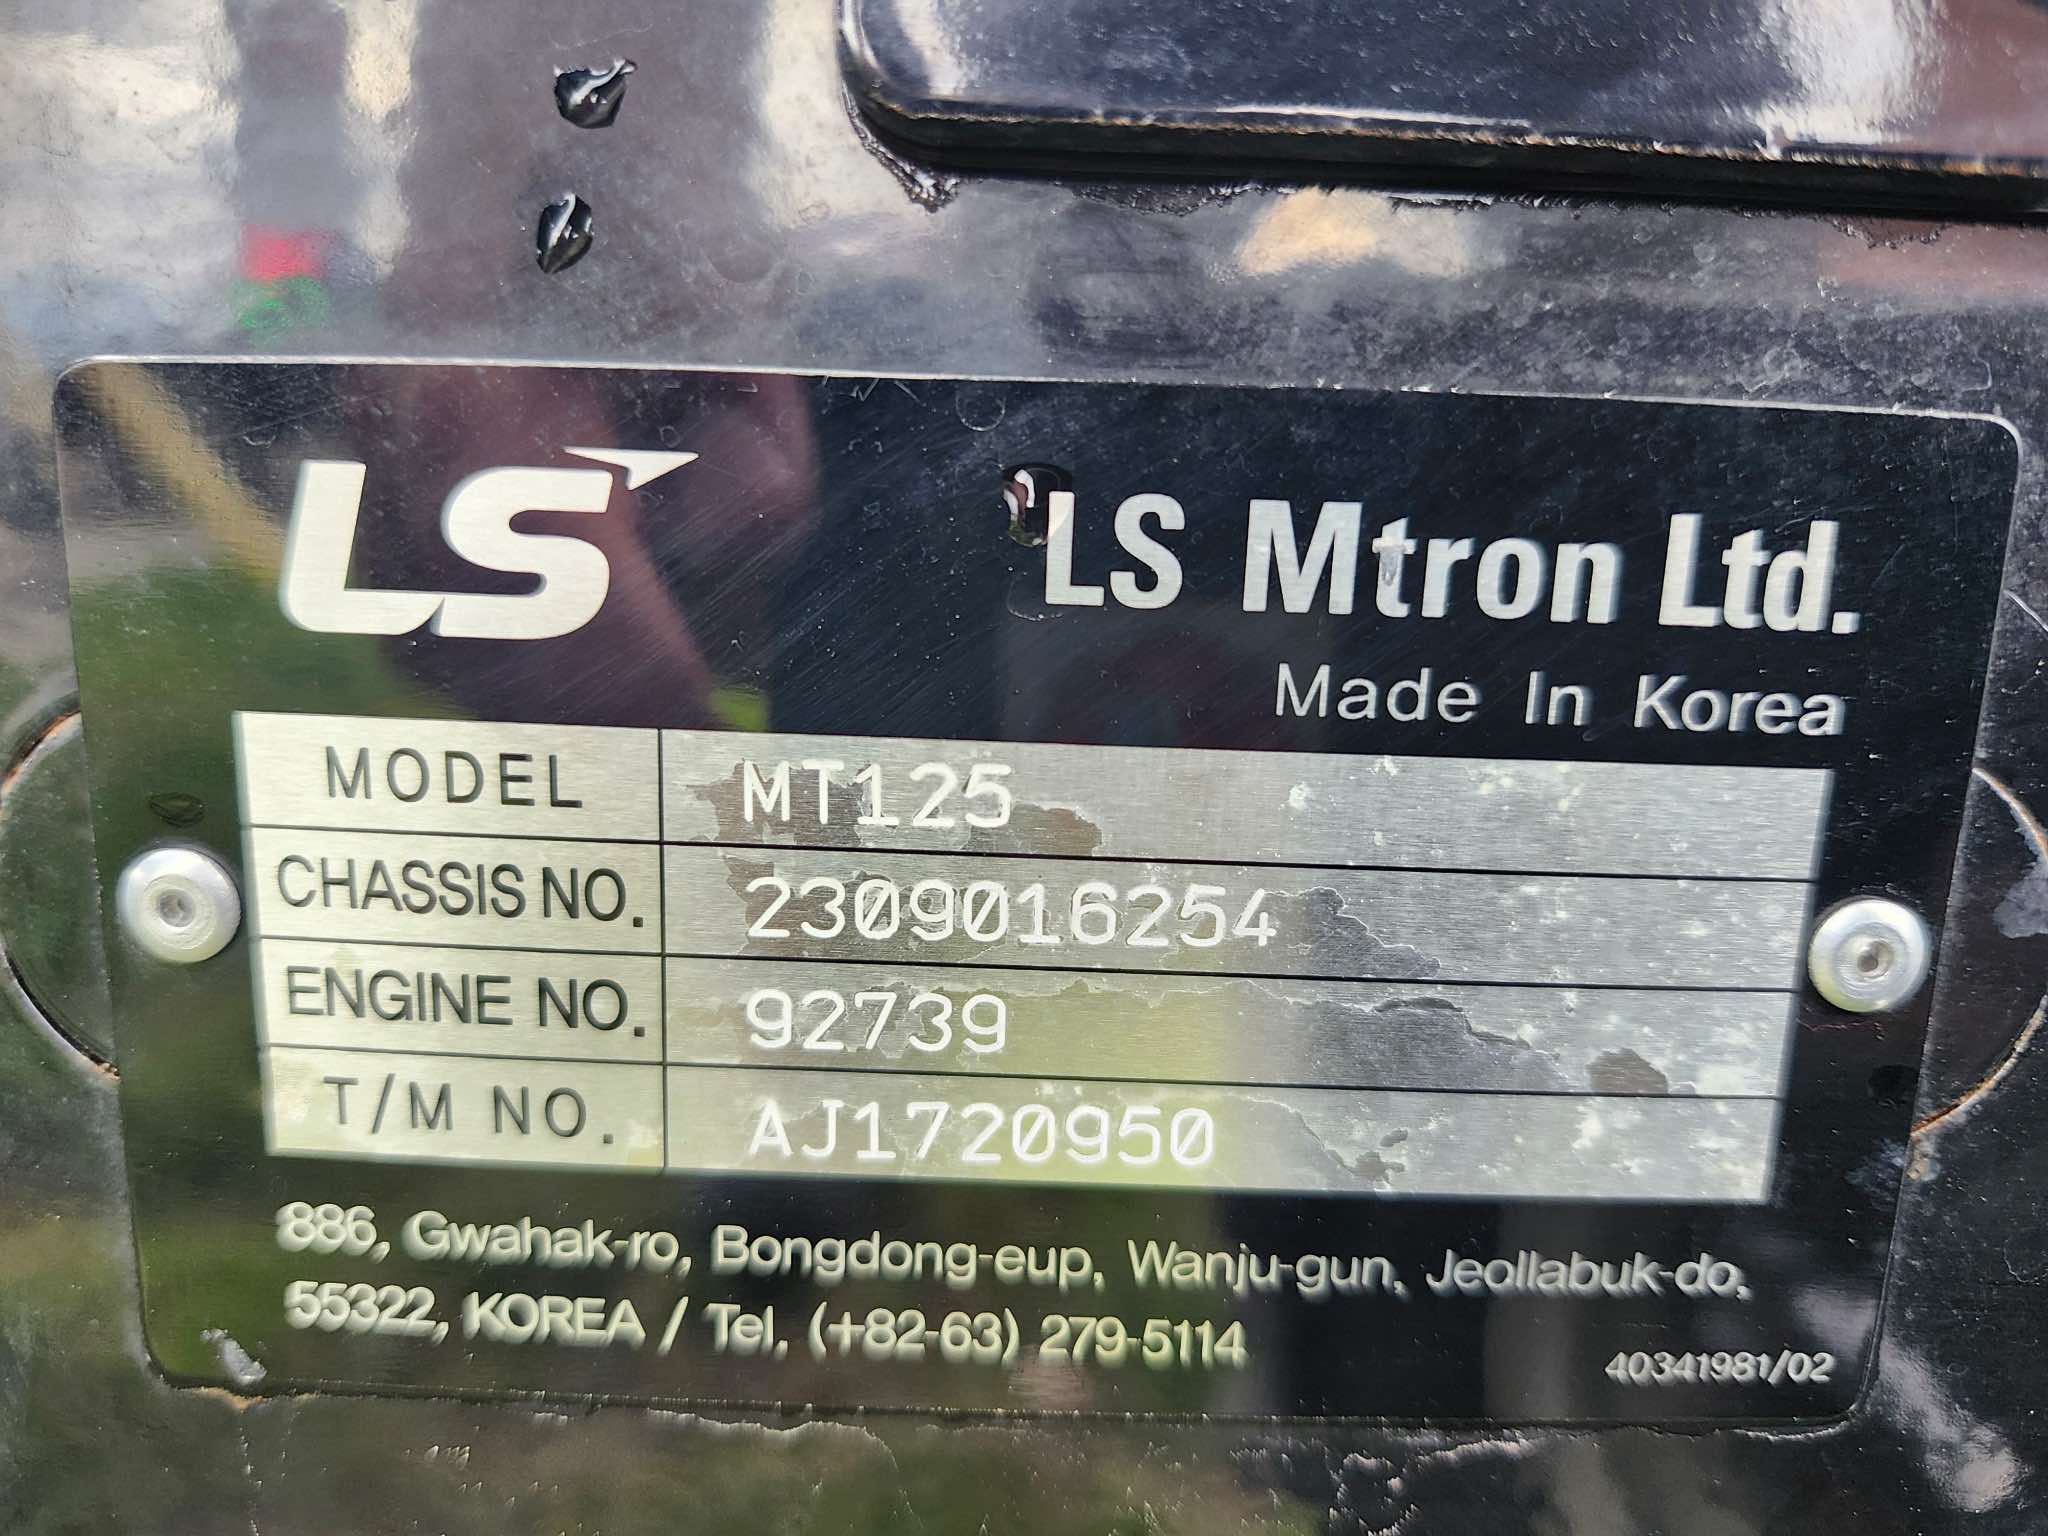 LS LS Mtron Ltd.
Made In Korea
MODEL MT125
CHASSIS NO. 2309016254
ENGINE NO. 92739
T/M NO. AJ1720950
886, Gwahak-ro, Bongdong-eup, Wanju-gun, Jeollabuk-do,
55322, KOREA / Tel. (+82-63) 279-5114
40341981/02